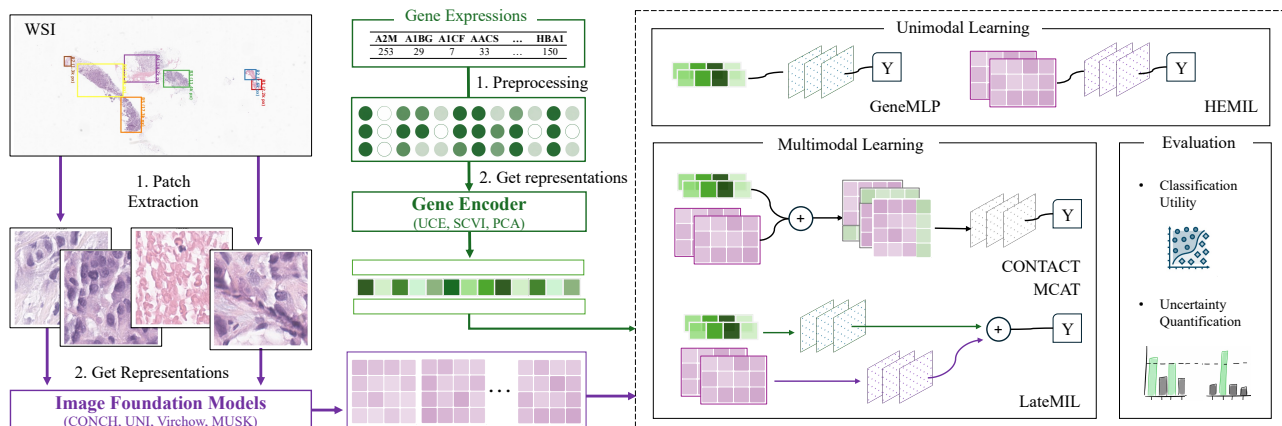 WSI
1. Patch
Extraction
2. Get Representations
Image Foundation Models
(CONCH, UNI, Virchow, MUSK)
Gene Expressions
A2M A1BG A1CF AACS … HBA1
253 29 7 33 … 150
1. Preprocessing
2. Get representations
Gene Encoder
(UCE, SCVI, PCA)
...
Unimodal Learning
Y
GeneMLP
Y
HEMIL
Multimodal Learning
+
Y
CONTACT
MCAT
+
Y
LateMIL
Evaluation
• Classification
Utility
• Uncertainty
Quantification